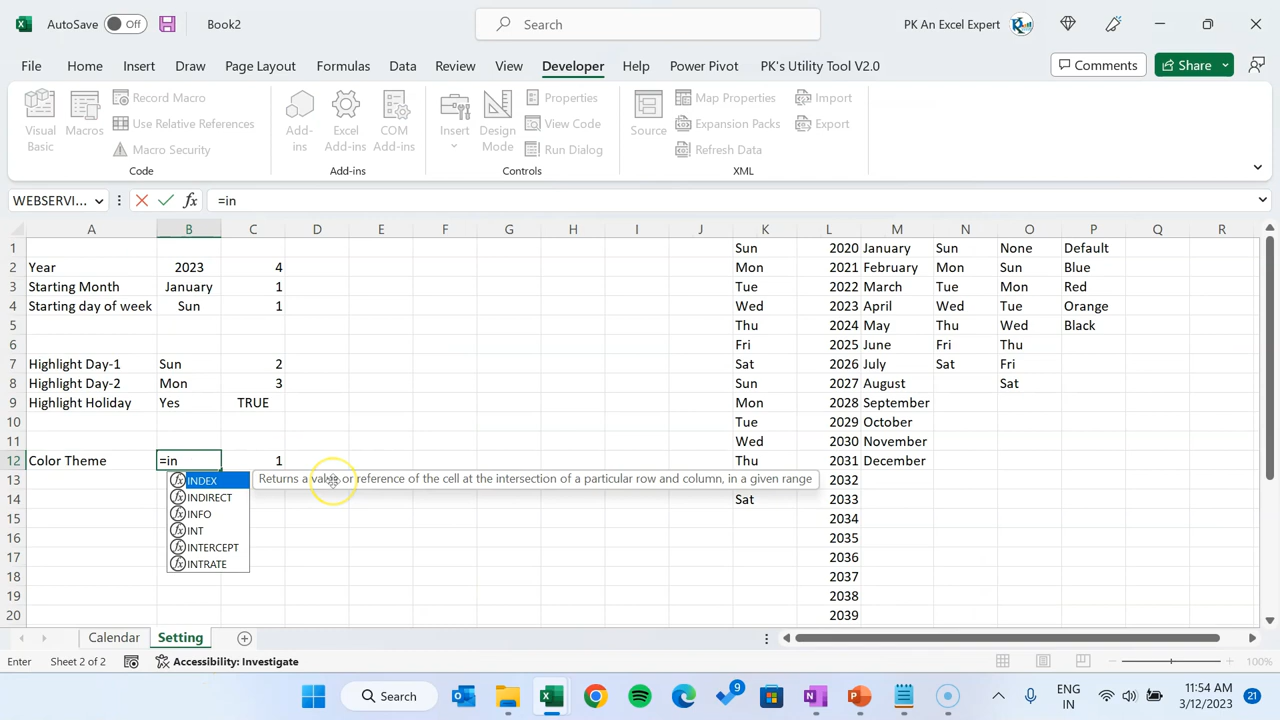 AutoSave Off Book2 Search PK An Excel Expert
File Home Insert Draw Page Layout Formulas Data Review View Developer Help Power Pivot PK's Utility Tool V2.0 Comments Share
Visual Basic Macros Record Macro Use Relative References Macro Security Code
Add-ins Excel Add-ins COM Add-ins Add-ins
Insert Design Mode Properties View Code Run Dialog Controls
Source Map Properties Expansion Packs Refresh Data Import Export XML
WEBSERVI... fx =in
A B C D E F G H I J K L M N O P Q R
1 Sun 2020 January Sun None Default
2 Year 2023 4 Mon 2021 February Mon Sun Blue
3 Starting Month January 1 Tue 2022 March Tue Mon Red
4 Starting day of week Sun 1 Wed 2023 April Wed Tue Orange
5 Thu 2024 May Thu Wed Black
6 Fri 2025 June Fri Thu
7 Highlight Day-1 Sun 2 Sat 2026 July Sat Fri
8 Highlight Day-2 Mon 3 Sun 2027 August Sat
9 Highlight Holiday Yes TRUE Mon 2028 September
10 Tue 2029 October
11 Wed 2030 November
12 Color Theme =in 1 Thu 2031 December
13 INDEX Returns a value or reference of the cell at the intersection of a particular row and column, in a given range 2032
14 INDIRECT Sat 2033
15 INFO 2034
16 INT 2035
17 INTERCEPT 2036
18 INTRATE 2037
19 2038
20 2039
Calendar Setting
Enter Sheet 2 of 2 Accessibility: Investigate 100%
Search 9 ENG IN 11:54 AM 3/12/2023 21